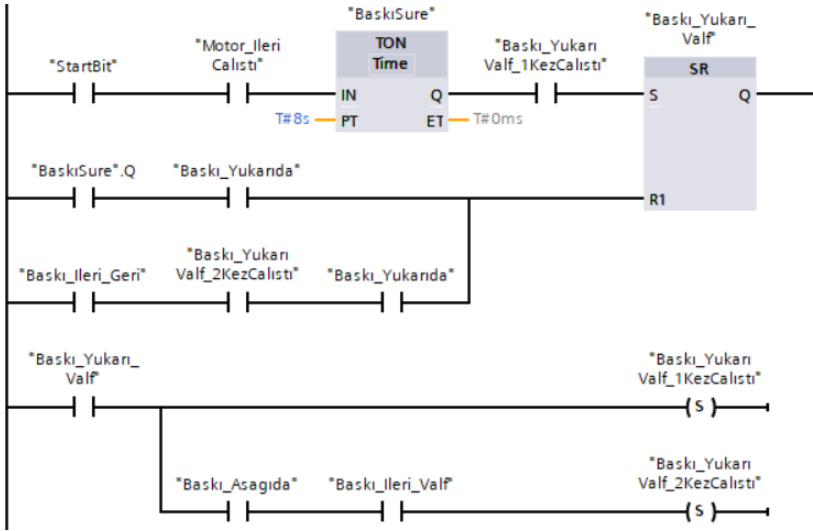 "BaskıSure"
"Baskı_Yukarı_
Valf"
"Motor_Ileri
Calıstı"
TON
Time
"Baskı_Yukarı
Valf_1KezCalıstı"
"StartBit"
SR
IN
Q
S
Q
T#8s
PT
ET
T#0ms
"BaskıSure".Q
"Baskı_Yukarıda"
R1
"Baskı_Ileri_Geri"
"Baskı_Yukarı
Valf_2KezCalıstı"
"Baskı_Yukarıda"
"Baskı_Yukarı_
Valf"
"Baskı_Yukarı
Valf_1KezCalıstı"
S
"Baskı_Asagıda"
"Baskı_Ileri_Valf"
"Baskı_Yukarı
Valf_2KezCalıstı"
S